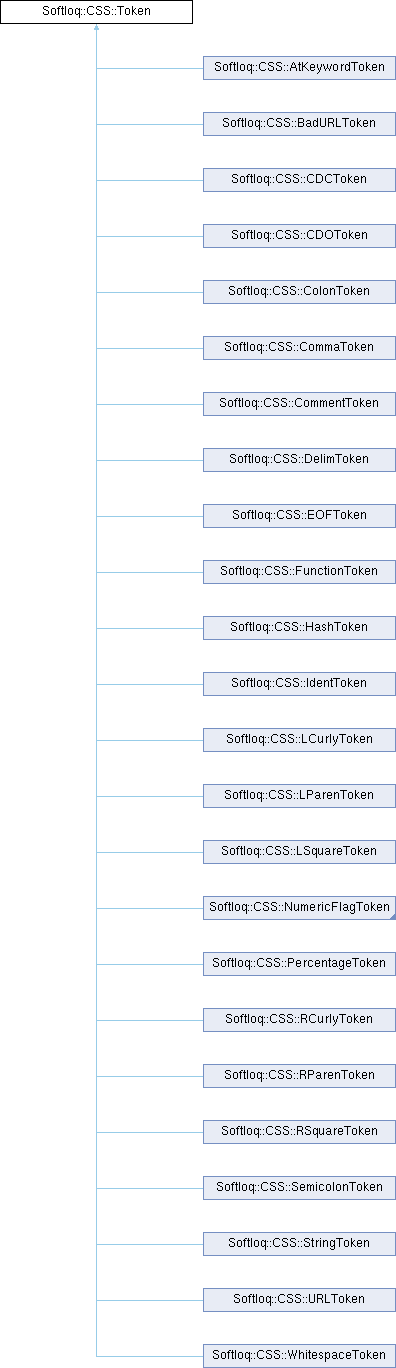 Softloq::CSS::Token
Softloq::CSS::AtKeywordToken
Softloq::CSS::BadURLToken
Softloq::CSS::CDCToken
Softloq::CSS::CDOToken
Softloq::CSS::ColonToken
Softloq::CSS::CommaToken
Softloq::CSS::CommentToken
Softloq::CSS::DelimToken
Softloq::CSS::EOFToken
Softloq::CSS::FunctionToken
Softloq::CSS::HashToken
Softloq::CSS::IdentToken
Softloq::CSS::LCurlyToken
Softloq::CSS::LParenToken
Softloq::CSS::LSquareToken
Softloq::CSS::NumericFlagToken
Softloq::CSS::PercentageToken
Softloq::CSS::RCurlyToken
Softloq::CSS::RParenToken
Softloq::CSS::RSquareToken
Softloq::CSS::SemicolonToken
Softloq::CSS::StringToken
Softloq::CSS::URLToken
Softloq::CSS::WhitespaceToken